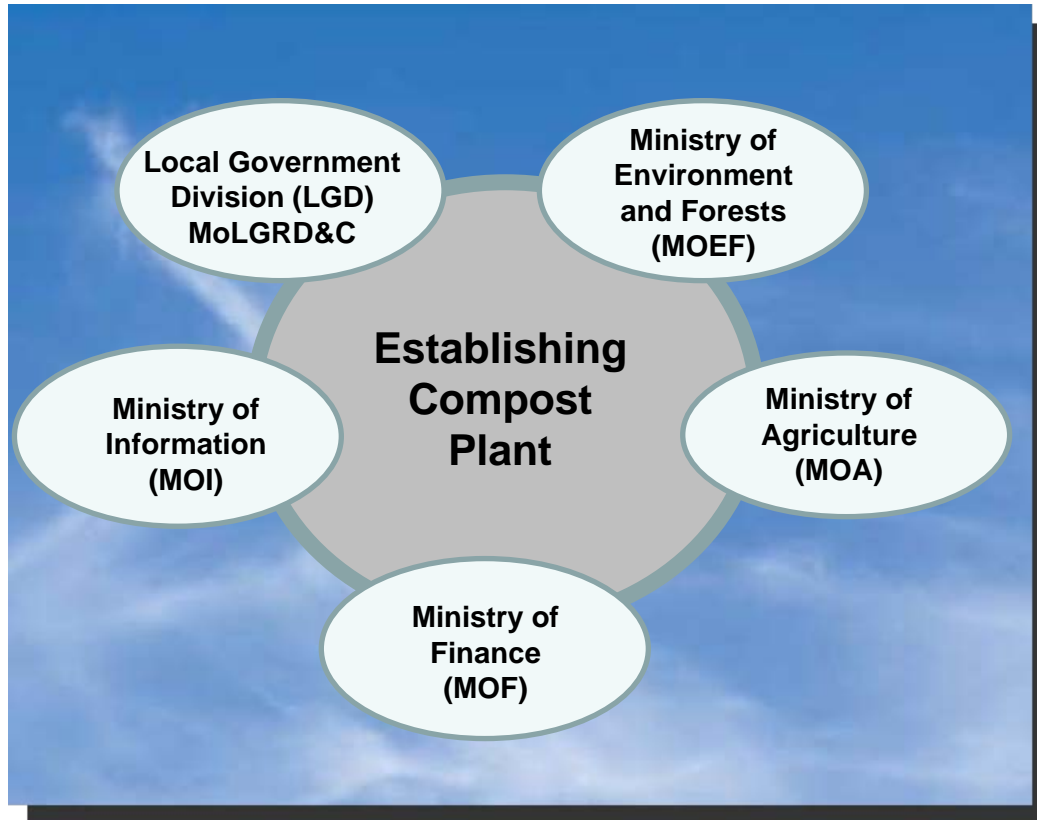 Local Government
Division (LGD)
MoLGRD&C
Ministry of
Environment
and Forests
(MOEF)
Establishing
Compost
Plant
Ministry of
Information
(MOI)
Ministry of
Agriculture
(MOA)
Ministry of
Finance
(MOF)